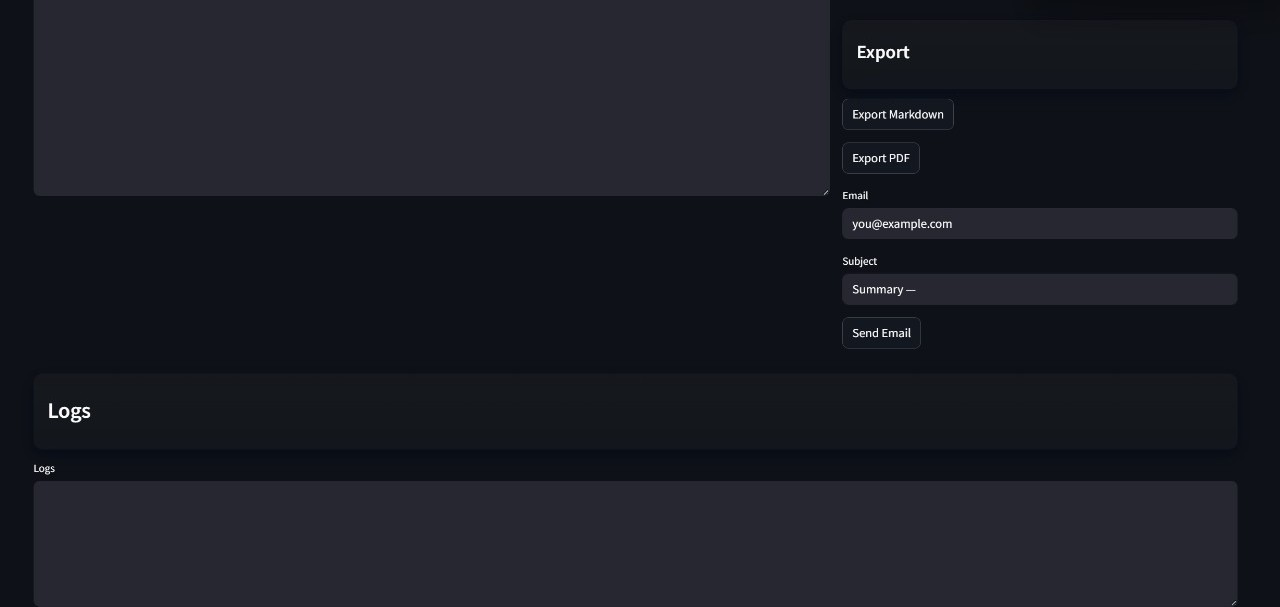 Export
Export Markdown
Export PDF
Email
you@example.com
Subject
Summary —
Send Email
Logs
Logs